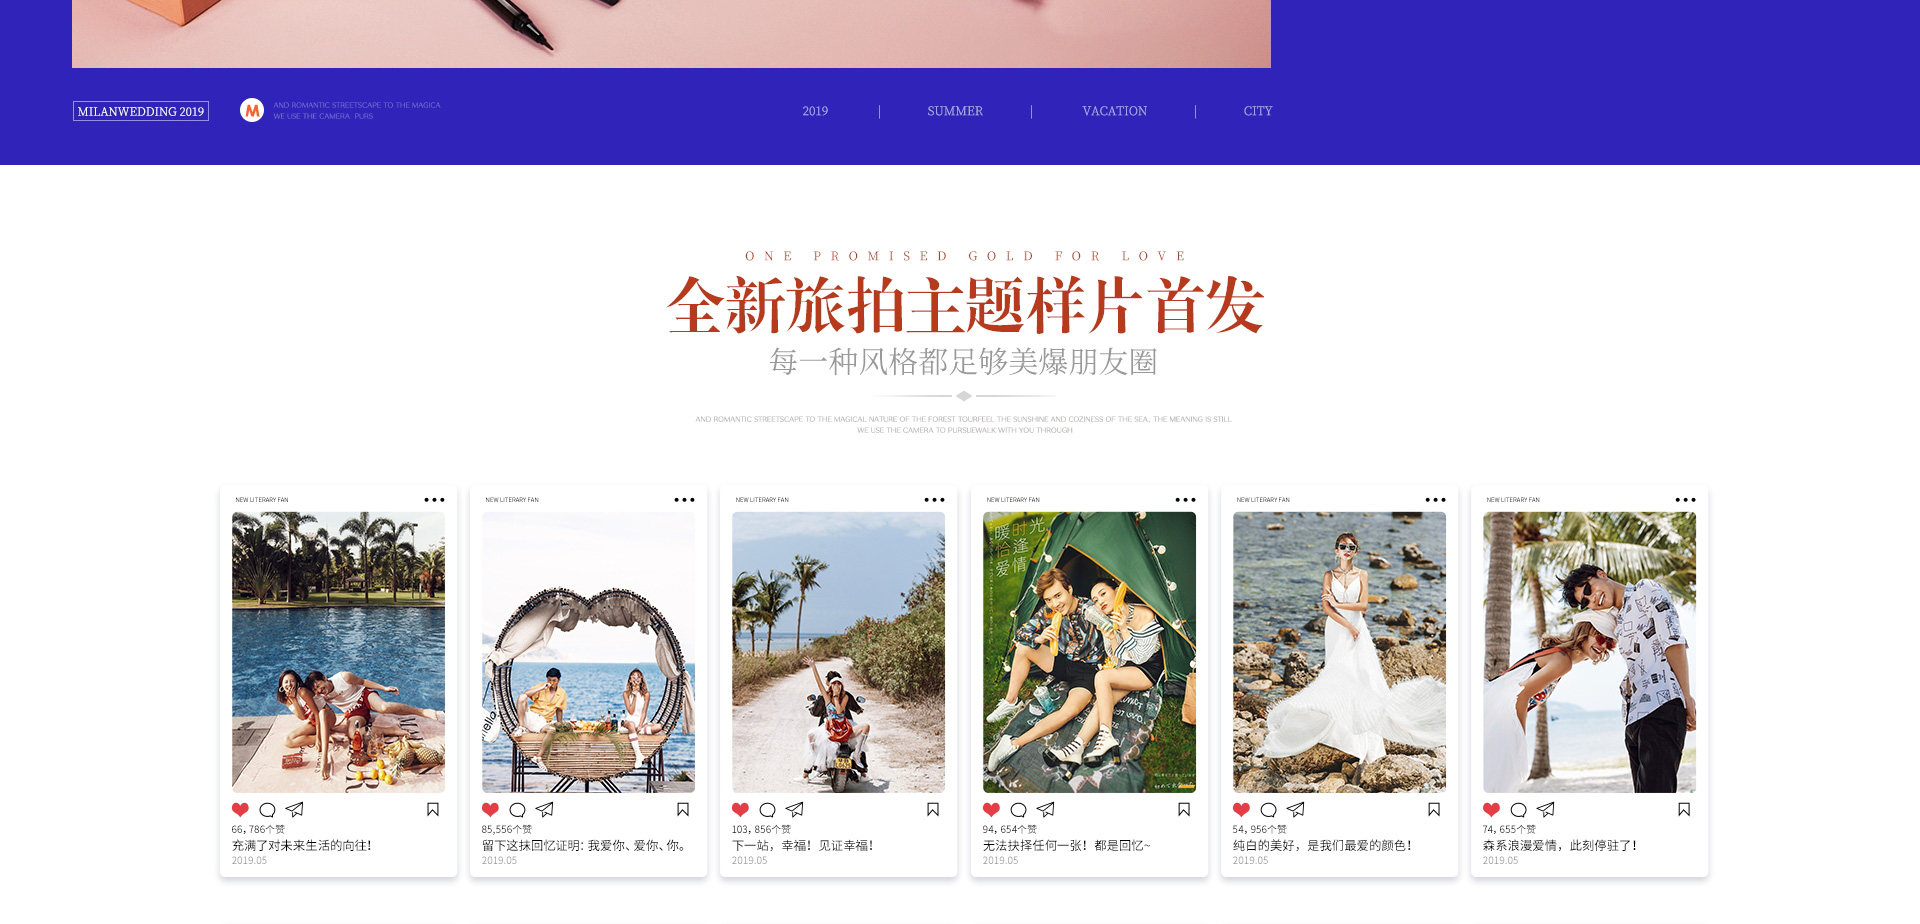 MILANWEDDING 2019
M
AND ROMANTIC STREETSCAPE TO THE MAGICA
WE USE THE CAMERA PURS
2019
SUMMER
VACATION
CITY
ONE PROMISED GOLD FOR LOVE
全新旅拍主题样片首发
每一种风格都足够美爆朋友圈
AND ROMANTIC STREETSCAPE TO THE MAGICAL NATURE OF THE FOREST TOURFEEL THE SUNSHINE AND COZINESS OF THE SEA, THE MEANING IS STILL
WE USE THE CAMERA TO PURSUEWALK WITH YOU THROUGH
NEW LITERARY FAN
66, 786个赞
充满了对未来生活的向往!
2019.05
NEW LITERARY FAN
hello
85,556个赞
留下这抹回忆证明: 我爱你、爱你、你。
2019.05
NEW LITERARY FAN
103, 856个赞
下一站，幸福！见证幸福！
2019.05
NEW LITERARY FAN
暖时光
恰逢
爱情
94, 654个赞
无法抉择任何一张！都是回忆~
2019.05
NEW LITERARY FAN
54, 956个赞
纯白的美好，是我们最爱的颜色！
2019.05
NEW LITERARY FAN
74, 655个赞
森系浪漫爱情，此刻停驻了！
2019.05